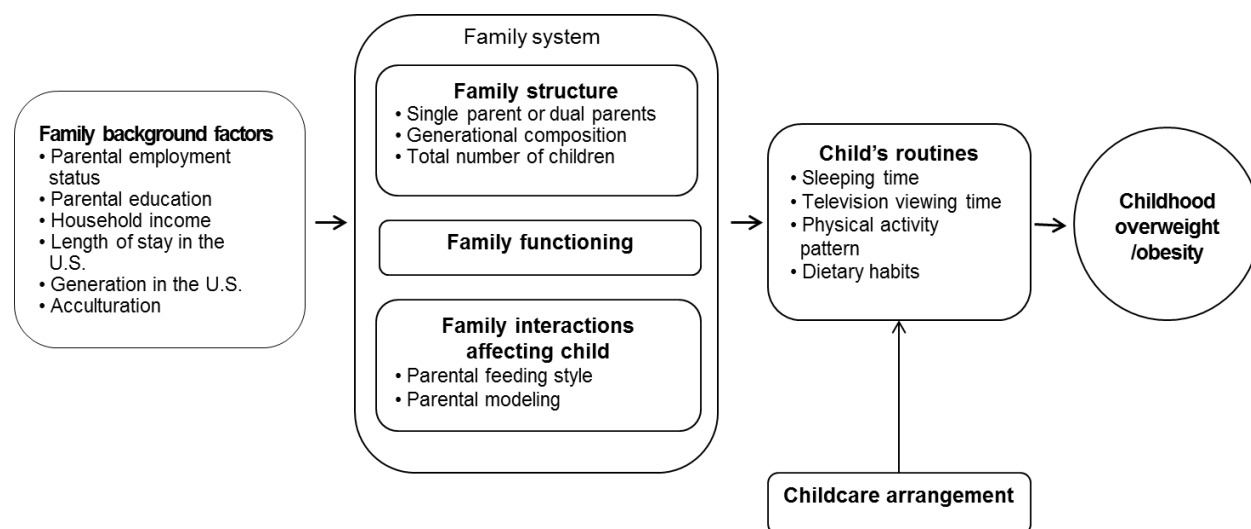 Family background factors
• Parental employment
status
• Parental education
• Household income
• Length of stay in the
U.S.
• Generation in the U.S.
• Acculturation
Family system
Family structure
• Single parent or dual parents
• Generational composition
• Total number of children
Family functioning
Family interactions
affecting child
• Parental feeding style
• Parental modeling
Child’s routines
• Sleeping time
• Television viewing time
• Physical activity
pattern
• Dietary habits
Childcare arrangement
Childhood
overweight
/obesity